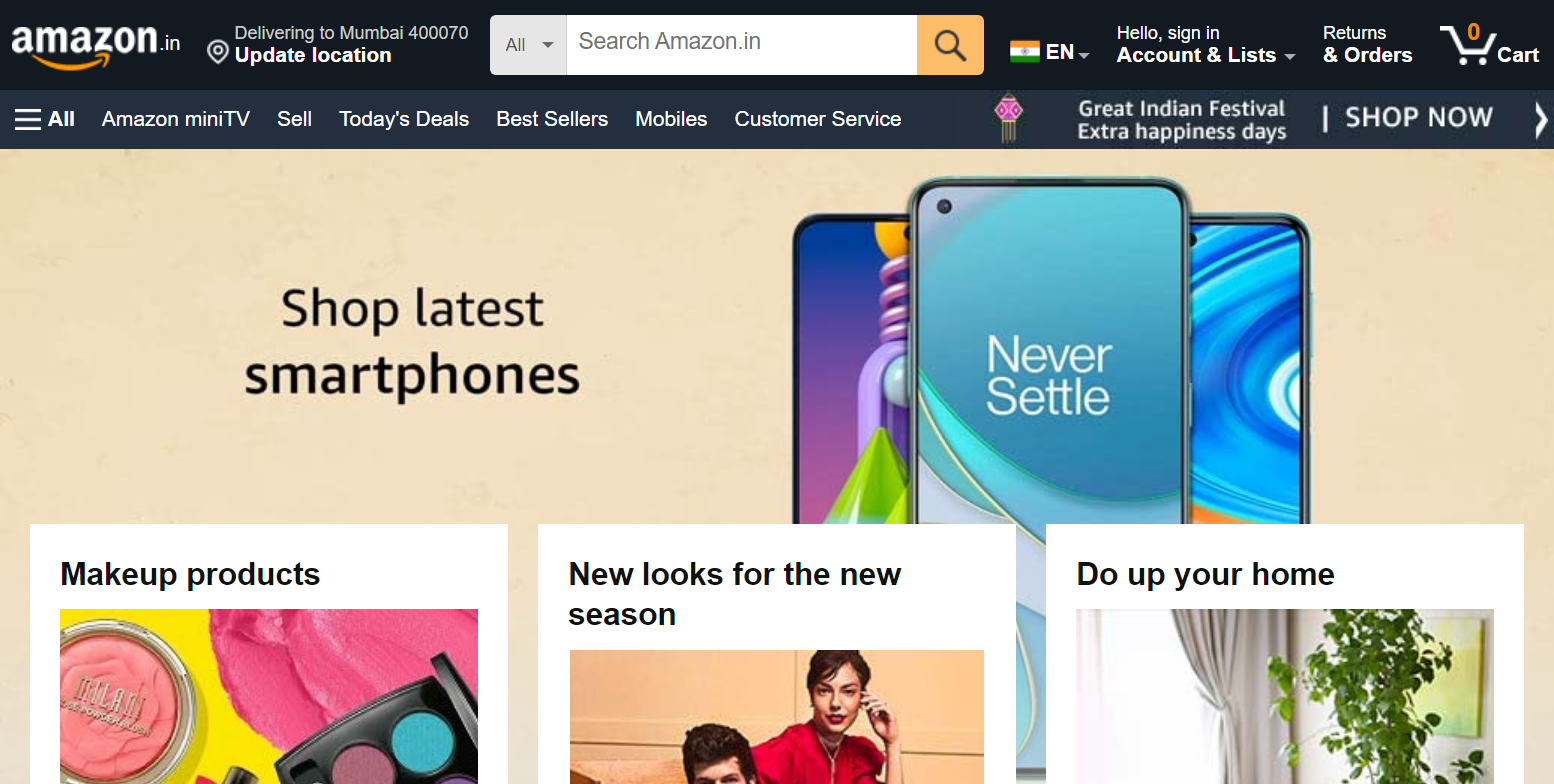 amazon.in
Delivering to Mumbai 400070
Update location
All
Search Amazon.in
EN
Hello, sign in
Account & Lists
Returns
& Orders
0
Cart
All
Amazon miniTV
Sell
Today's Deals
Best Sellers
Mobiles
Customer Service
Great Indian Festival
Extra happiness days
| SHOP NOW
Shop latest
smartphones
Never
Settle
Makeup products
New looks for the new
season
Do up your home
MILANI